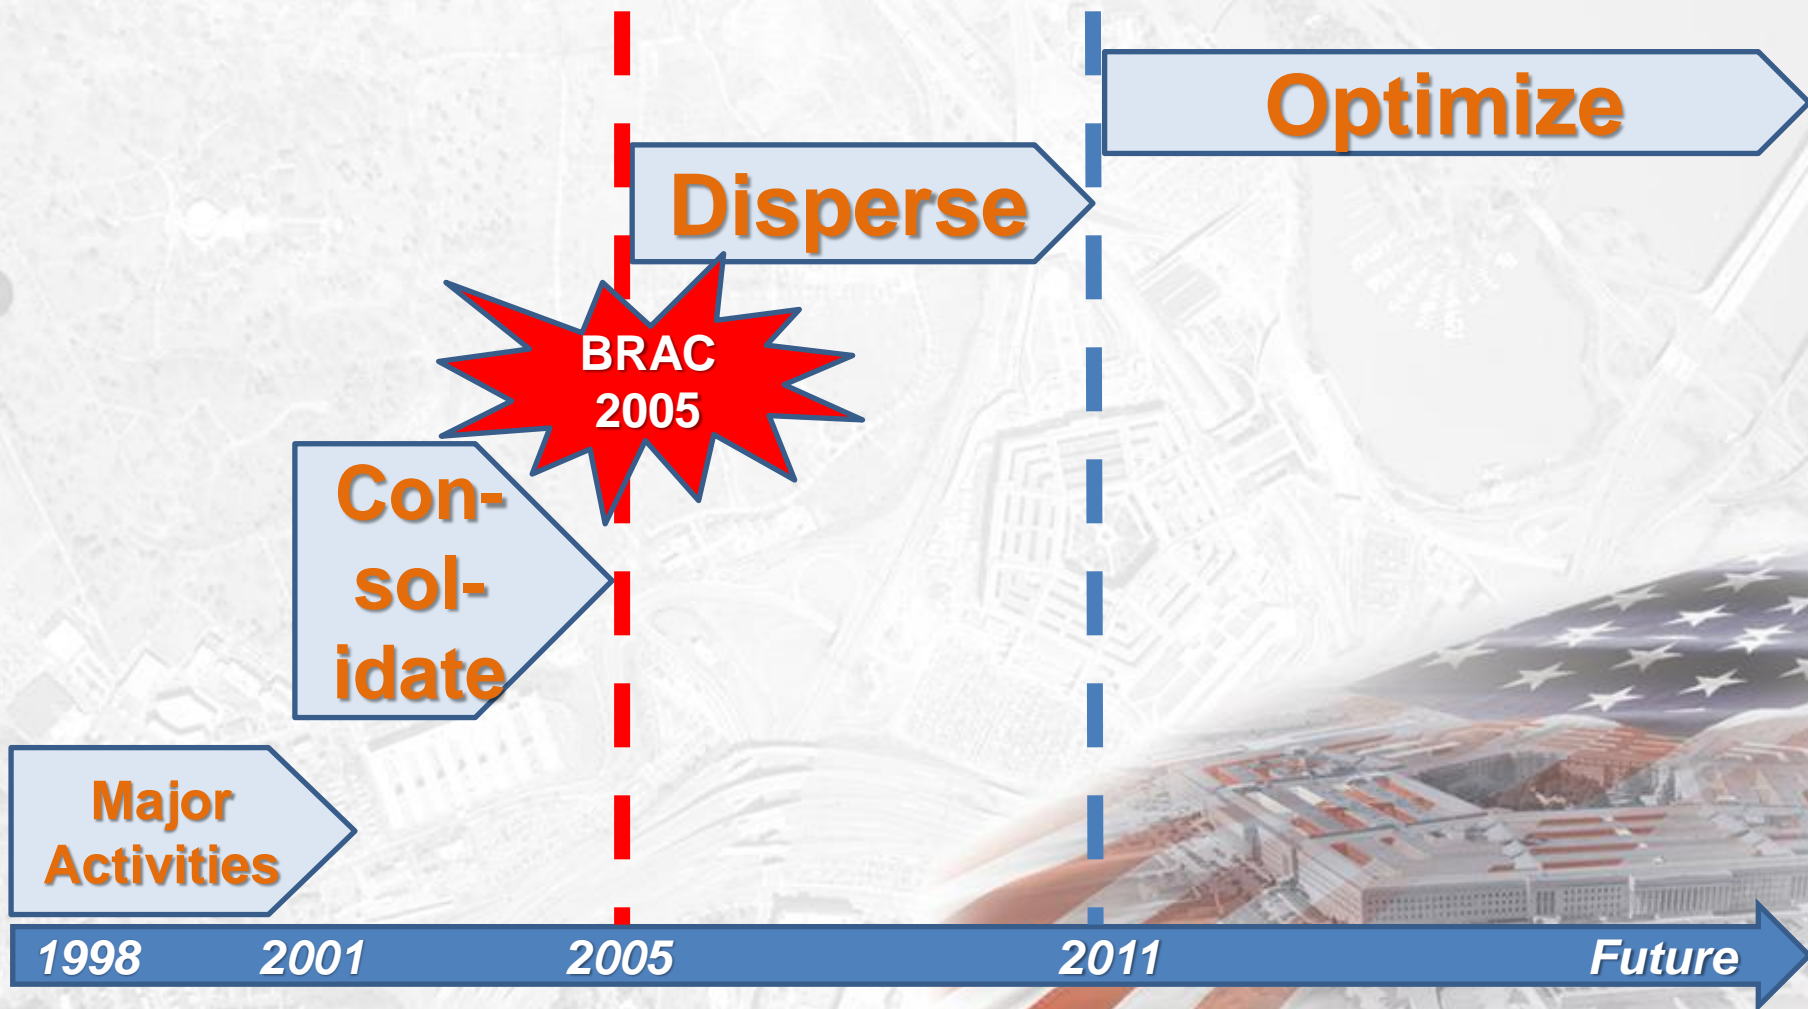 Optimize
Disperse
BRAC
2005
Con-
sol-
idate
Major
Activities
1998 2001 2005 2011 Future